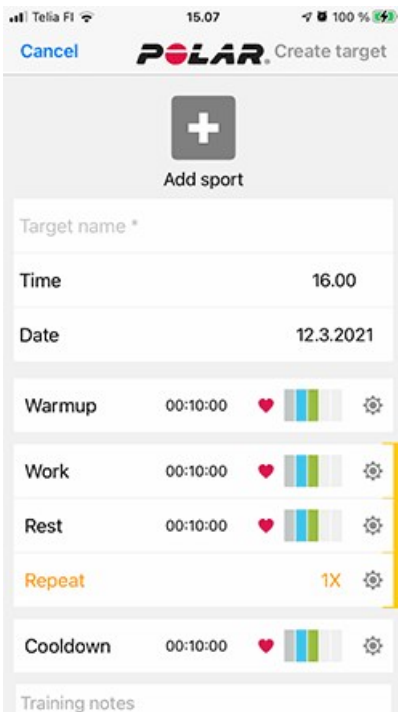 Telia FI 15.07 100 %
Cancel POLAR. Create target
Add sport
Target name *
Time 16.00
Date 12.3.2021
Warmup 00:10:00
Work 00:10:00
Rest 00:10:00
Repeat 1X
Cooldown 00:10:00
Training notes